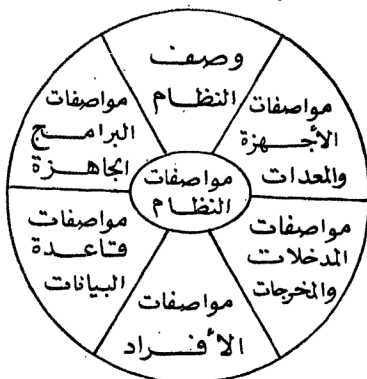 وصف
النظام
مواصفات
الأجهزة
والمعدات
مواصفات
المدخلات
والمخرجات
مواصفات
الأفراد
مواصفات
قاعدة
البيانات
مواصفات
البرامج
الجاهزة
مواصفات
النظام